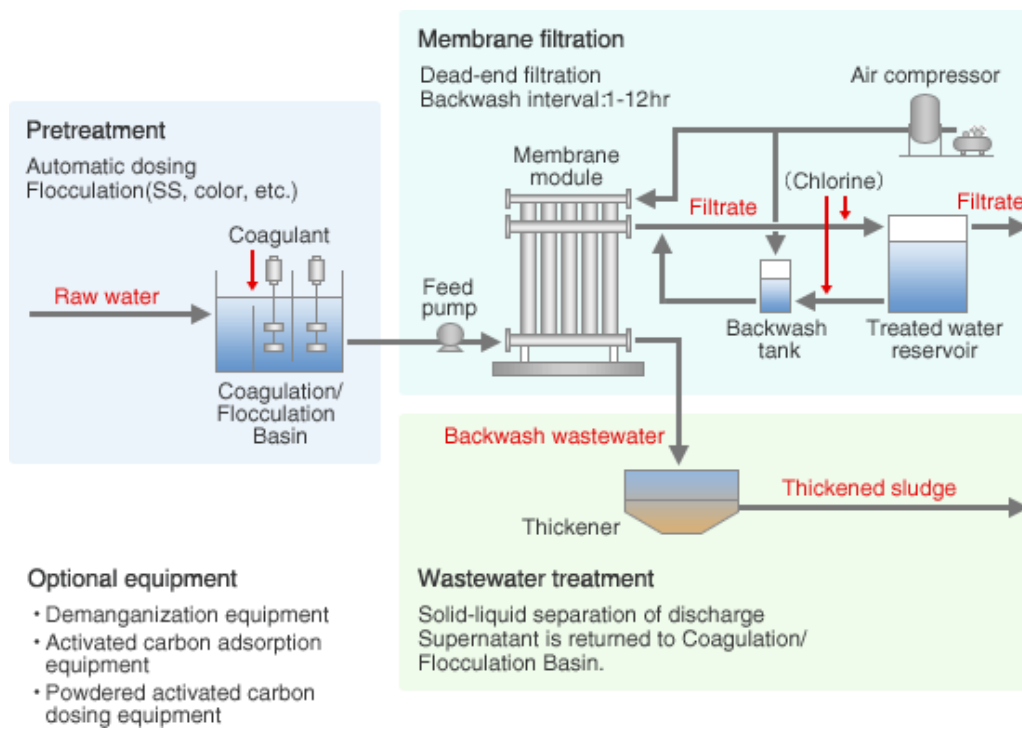 Membrane filtration
Dead-end filtration
Backwash interval:1-12hr
Air compressor
Pretreatment
Automatic dosing
Flocculation(SS, color, etc.)
Membrane
module
(Chlorine)
Filtrate
Filtrate
Coagulant
Raw water
Feed
pump
Backwash
tank
Treated water
reservoir
Coagulation/
Flocculation
Basin
Backwash wastewater
Thickened sludge
Thickener
Optional equipment
・Demanganization equipment
・Activated carbon adsorption
equipment
・Powdered activated carbon
dosing equipment
Wastewater treatment
Solid-liquid separation of discharge
Supernatant is returned to Coagulation/
Flocculation Basin.